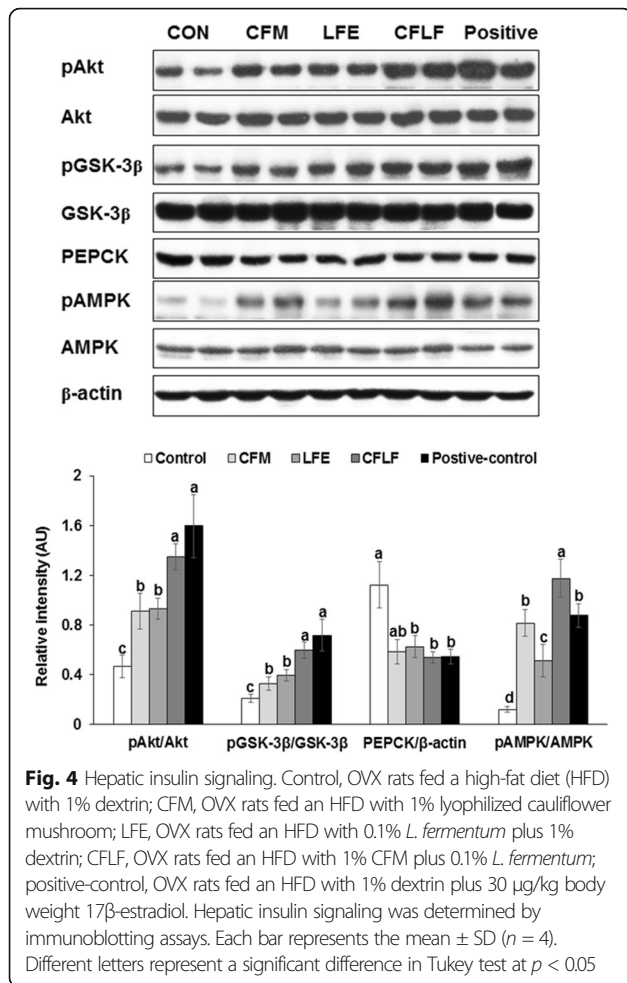 CON CFM LFE CFLF Positive
pAkt
Akt
pGSK-3β
GSK-3β
PEPCK
pAMPK
AMPK
β-actin
Control CFM LFE CFLF Postive-control
Relative intensity (AU)
2
1.6
1.2
0.8
0.4
0
c b b a a
c b b a a
a ab b b b
d b c a b
pAkt/Akt pGSK-3β/GSK-3β PEPCK/β-actin pAMPK/AMPK
Fig. 4 Hepatic insulin signaling. Control, OVX rats fed a high-fat diet (HFD)
with 1% dextrin; CFM, OVX rats fed an HFD with 1% lyophilized cauliflower
mushroom; LFE, OVX rats fed an HFD with 0.1% L. fermentum plus 1%
dextrin; CFLF, OVX rats fed an HFD with 1% CFM plus 0.1% L. fermentum;
positive-control, OVX rats fed an HFD with 1% dextrin plus 30 μg/kg body
weight 17β-estradiol. Hepatic insulin signaling was determined by
immunoblotting assays. Each bar represents the mean ± SD (n = 4).
Different letters represent a significant difference in Tukey test at p < 0.05